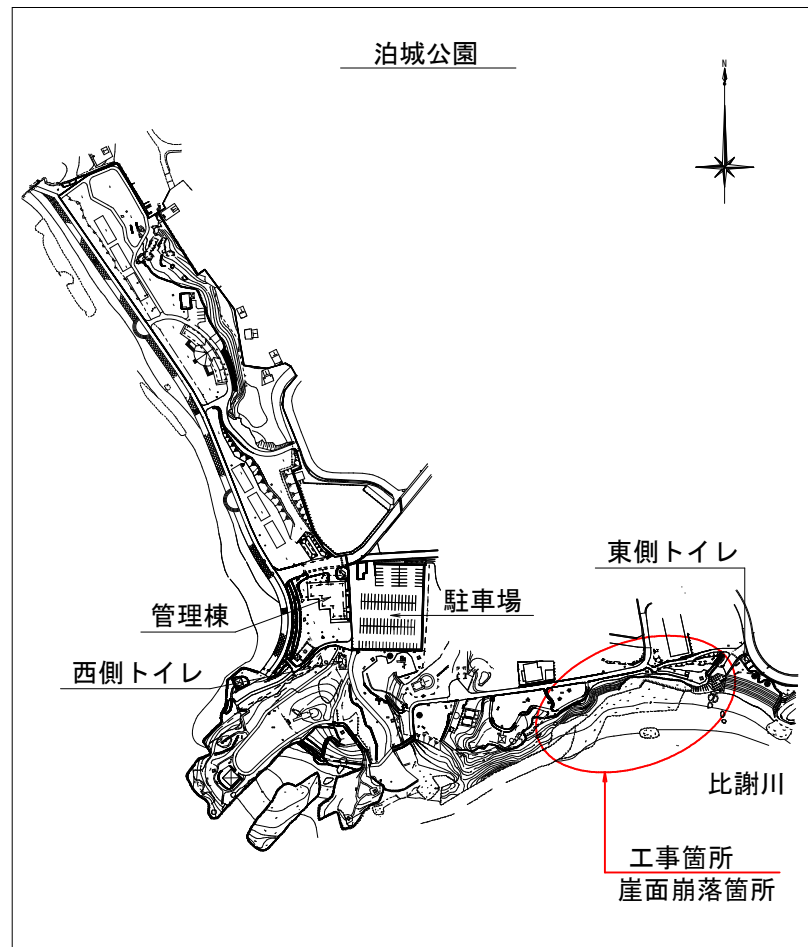 泊城公園
N
東側トイレ
駐車場
管理棟
西側トイレ
比謝川
工事箇所
崖面崩落箇所